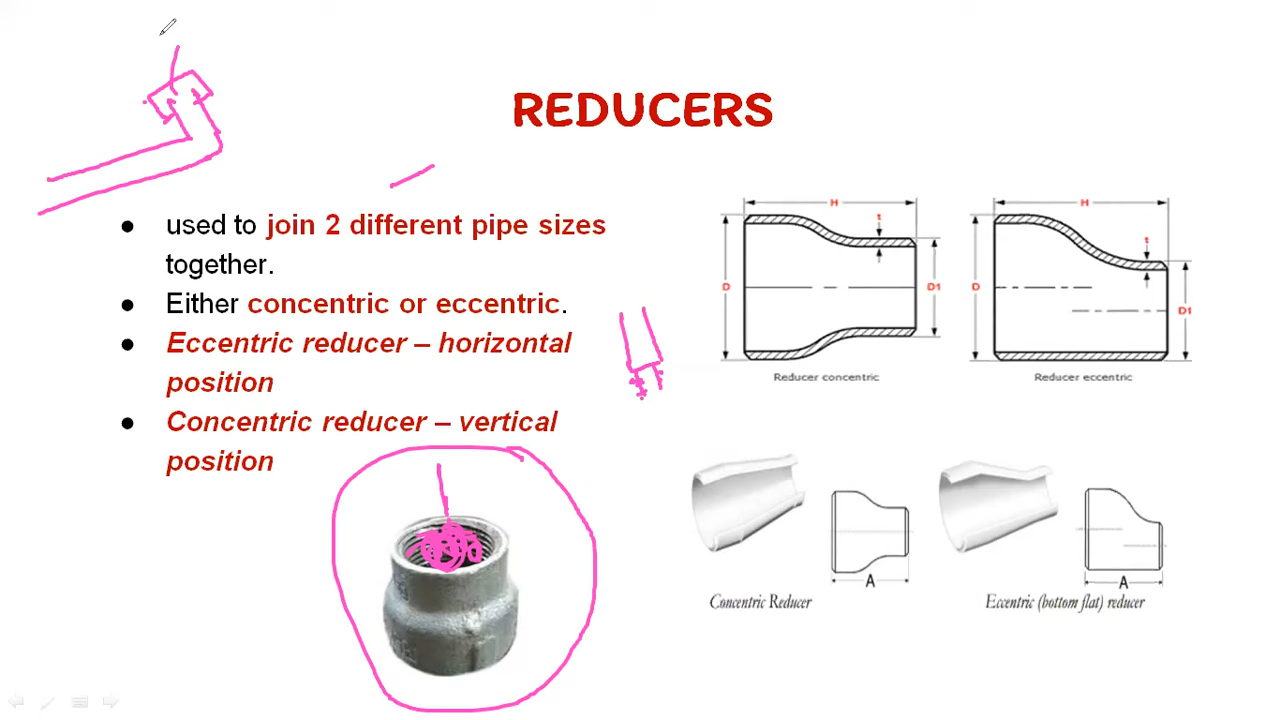 REDUCERS
● used to join 2 different pipe sizes
together.
● Either concentric or eccentric.
● Eccentric reducer – horizontal
position
● Concentric reducer – vertical
position
H
t
D
D1
Reducer concentric
H
t
D
D1
Reducer eccentric
A
Concentric Reducer
A
Eccentric (bottom flat) reducer